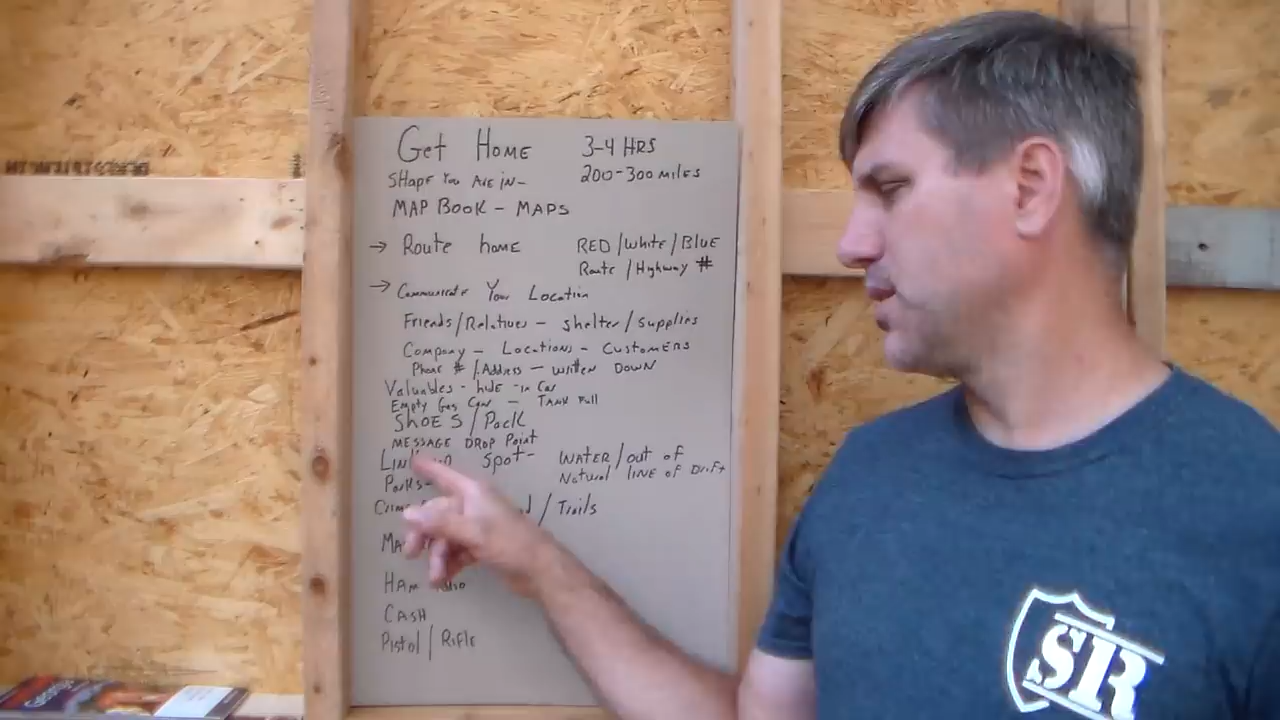 Get Home 3-4 HRS
SHAPE You ARE in- 200-300 miles
MAP BOOK - MAPS
→ Route home RED/White/Blue
Route/Highway #
→ Communicate Your Location
Friends/Relatives - shelter/supplies
Company - Locations - CUSTOMERS
Phone #/Address - written DOWN
Valuables - hide - in Car
Empty Gas Can - TANK Full
SHOES/Pack
MESSAGE DROP Point
Spot- WATER/out of
Parks- Natural LINE of Drift
/Trails
HAM
CASH
Pistol/RIFLE
SR